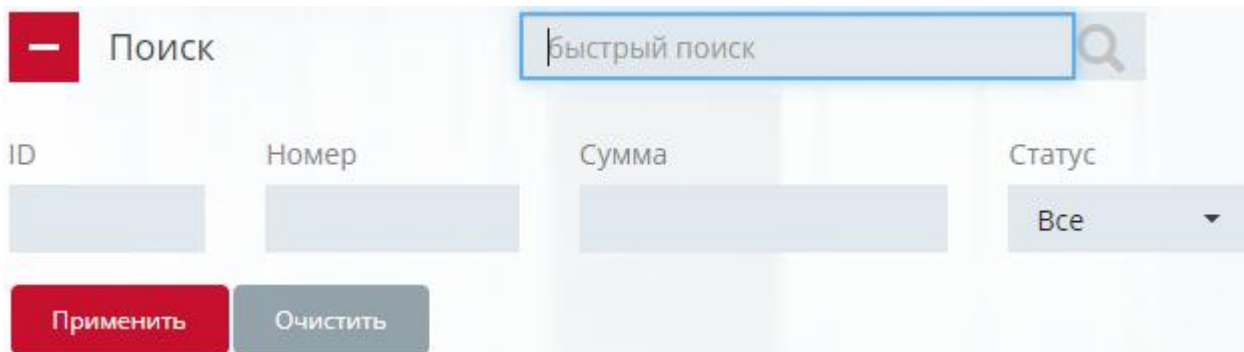 Поиск
быстрый поиск
ID Номер Сумма Статус
Все
Применить Очистить